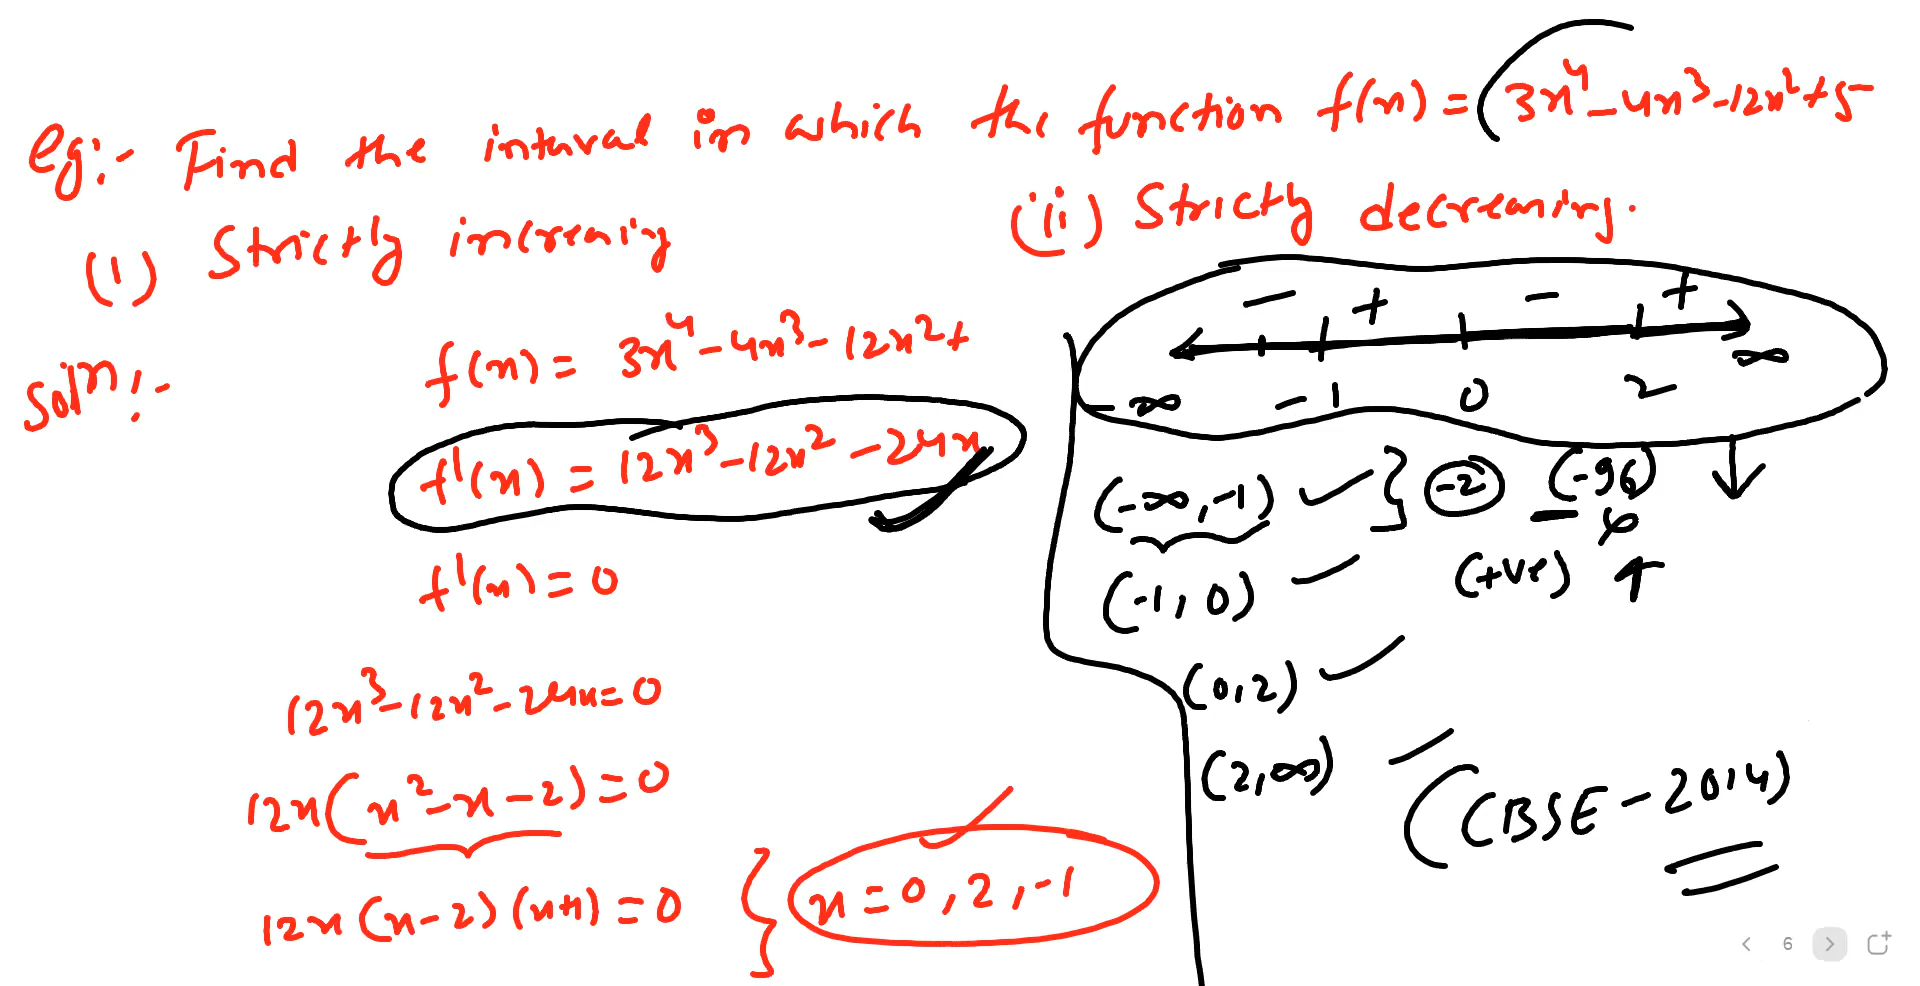 eg:- Find the interval in which the function f(x) = (3x⁴-4x³-12x²+5
(i) Strictly increasing (ii) Strictly decreasing.
Solⁿ:-
f(x) = 3x⁴-4x³-12x²+
f'(x) = 12x³-12x²-24x
f'(x) = 0
12x³-12x²-24x=0
12x(x²-x-2)=0
12x(x-2)(x+1)=0 } x=0,2,-1
- + - +
-∞ -1 0 2 ∞
(-∞,-1) ✓ } -2 (-96)
(-1,0) (+ve) ↑
(0,2) ✓
(2,∞)
(CBSE-2014)
6